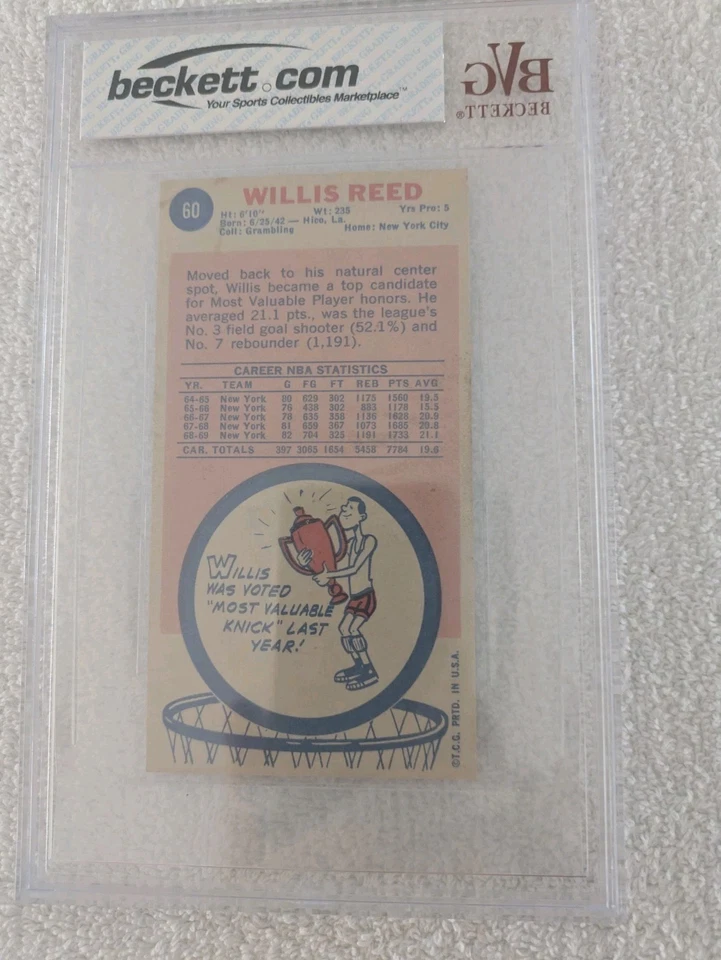 beckett.com
Your Sports Collectibles Marketplace™
BVG
BECKETT®
60
WILLIS REED
Ht: 6'10" Wt: 235 Yrs Pro: 5
Born: 6/25/42 — Hico, La.
Coll: Grambling Home: New York City
Moved back to his natural center
spot, Willis became a top candidate
for Most Valuable Player honors. He
averaged 21.1 pts., was the league's
No. 3 field goal shooter (52.1%) and
No. 7 rebounder (1,191).
CAREER NBA STATISTICS
YR. TEAM G FG FT REB PTS AVG
64-65 New York 80 629 302 1175 1560 19.5
65-66 New York 76 438 302 883 1178 15.5
66-67 New York 78 635 358 1136 1628 20.9
67-68 New York 81 659 367 1073 1685 20.8
68-69 New York 82 704 325 1191 1733 21.1
CAR. TOTALS 397 3065 1654 5458 7784 19.6
WILLIS
WAS VOTED
"MOST VALUABLE
KNICK" LAST
YEAR!
©T.C.G. PRTD. IN U.S.A.